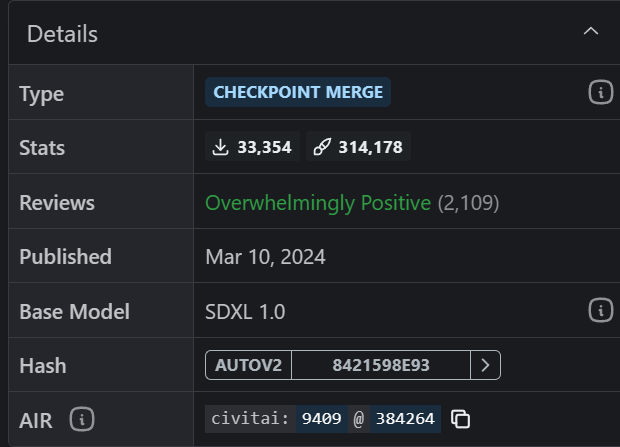 Details
Type CHECKPOINT MERGE
Stats 33,354 314,178
Reviews Overwhelmingly Positive (2,109)
Published Mar 10, 2024
Base Model SDXL 1.0
Hash AUTOV2 8421598E93
AIR civitai: 9409 @ 384264